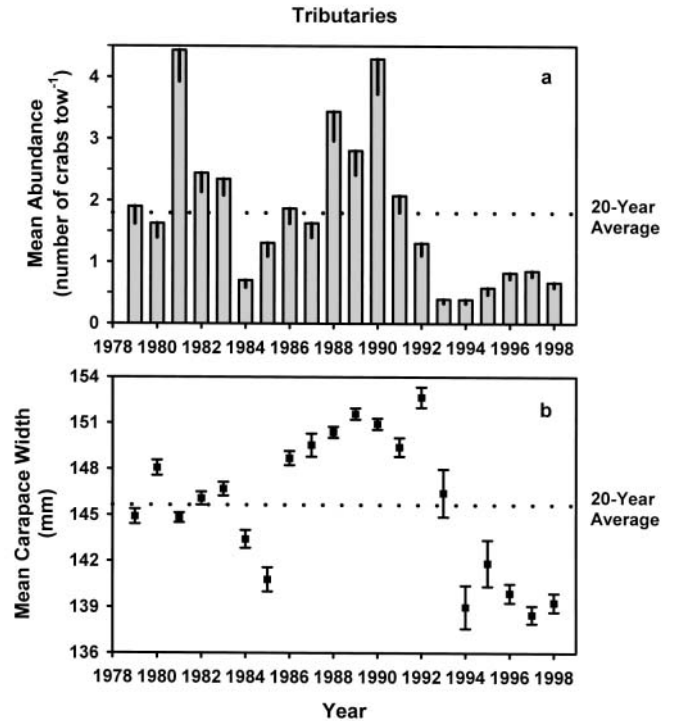 Tributaries
a
Mean Abundance
(number of crabs tow⁻¹)
4
3
2
1
0
20-Year
Average
1978 1980 1982 1984 1986 1988 1990 1992 1994 1996 1998
b
Mean Carapace Width
(mm)
154
151
148
145
142
139
136
20-Year
Average
1978 1980 1982 1984 1986 1988 1990 1992 1994 1996 1998
Year